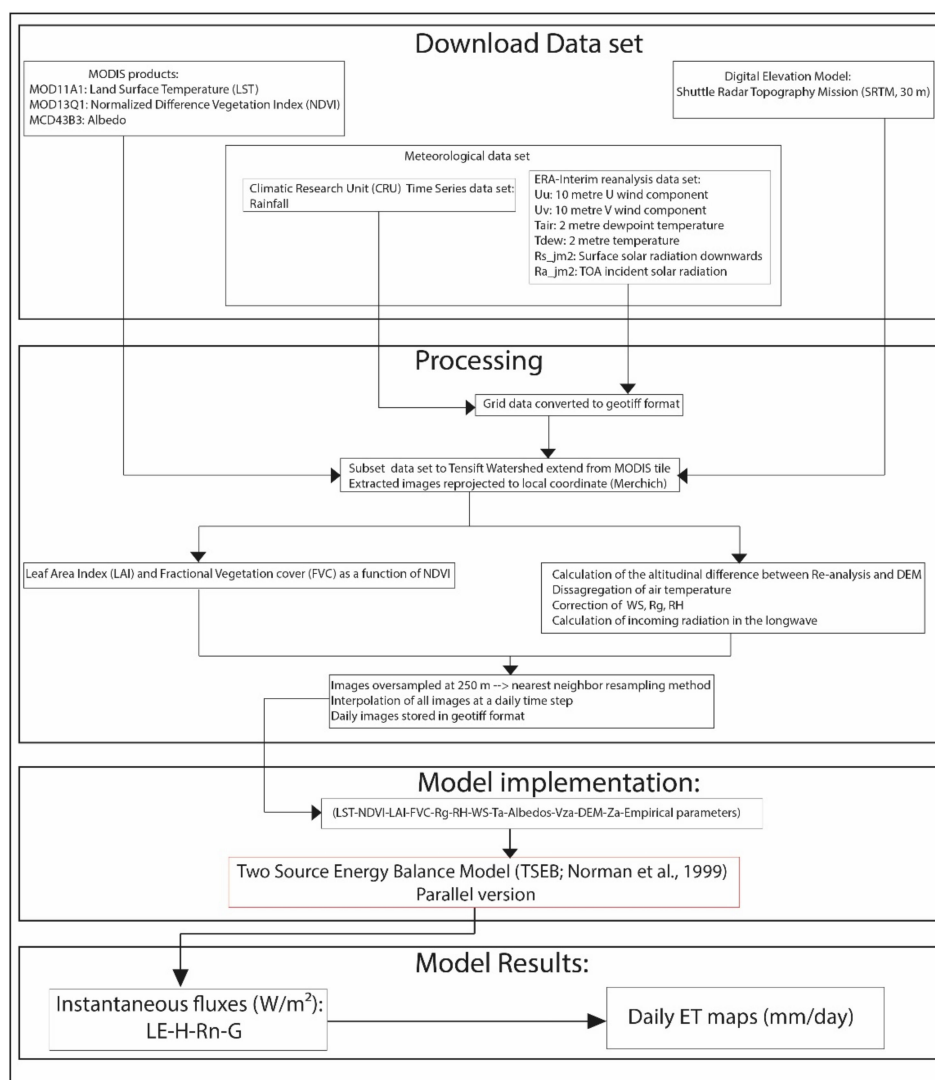 Download Data set
MODIS products:
MOD11A1: Land Surface Temperature (LST)
MOD13Q1: Normalized Difference Vegetation Index (NDVI)
MCD43B3: Albedo
Digital Elevation Model:
Shuttle Radar Topography Mission (SRTM, 30 m)
Meteorological data set
Climatic Research Unit (CRU) Time Series data set:
Rainfall
ERA-Interim reanalysis data set:
Uu: 10 metre U wind component
Uv: 10 metre V wind component
Tair: 2 metre dewpoint temperature
Tdew: 2 metre temperature
Rs_jm2: Surface solar radiation downwards
Ra_jm2: TOA incident solar radiation
Processing
Grid data converted to geotiff format
Subset data set to Tensift Watershed extend from MODIS tile
Extracted images reprojected to local coordinate (Merchich)
Leaf Area Index (LAI) and Fractional Vegetation cover (FVC) as a function of NDVI
Calculation of the altitudinal difference between Re-analysis and DEM
Dissagregation of air temperature
Correction of WS, Rg, RH
Calculation of incoming radiation in the longwave
Images oversampled at 250 m --> nearest neighbor resampling method
Interpolation of all images at a daily time step
Daily images stored in geotiff format
Model implementation:
(LST-NDVI-LAI-FVC-Rg-RH-WS-Ta-Albedos-Vza-DEM-Za-Empirical parameters)
Two Source Energy Balance Model (TSEB; Norman et al., 1999)
Parallel version
Model Results:
Instantaneous fluxes (W/m²):
LE-H-Rn-G
Daily ET maps (mm/day)